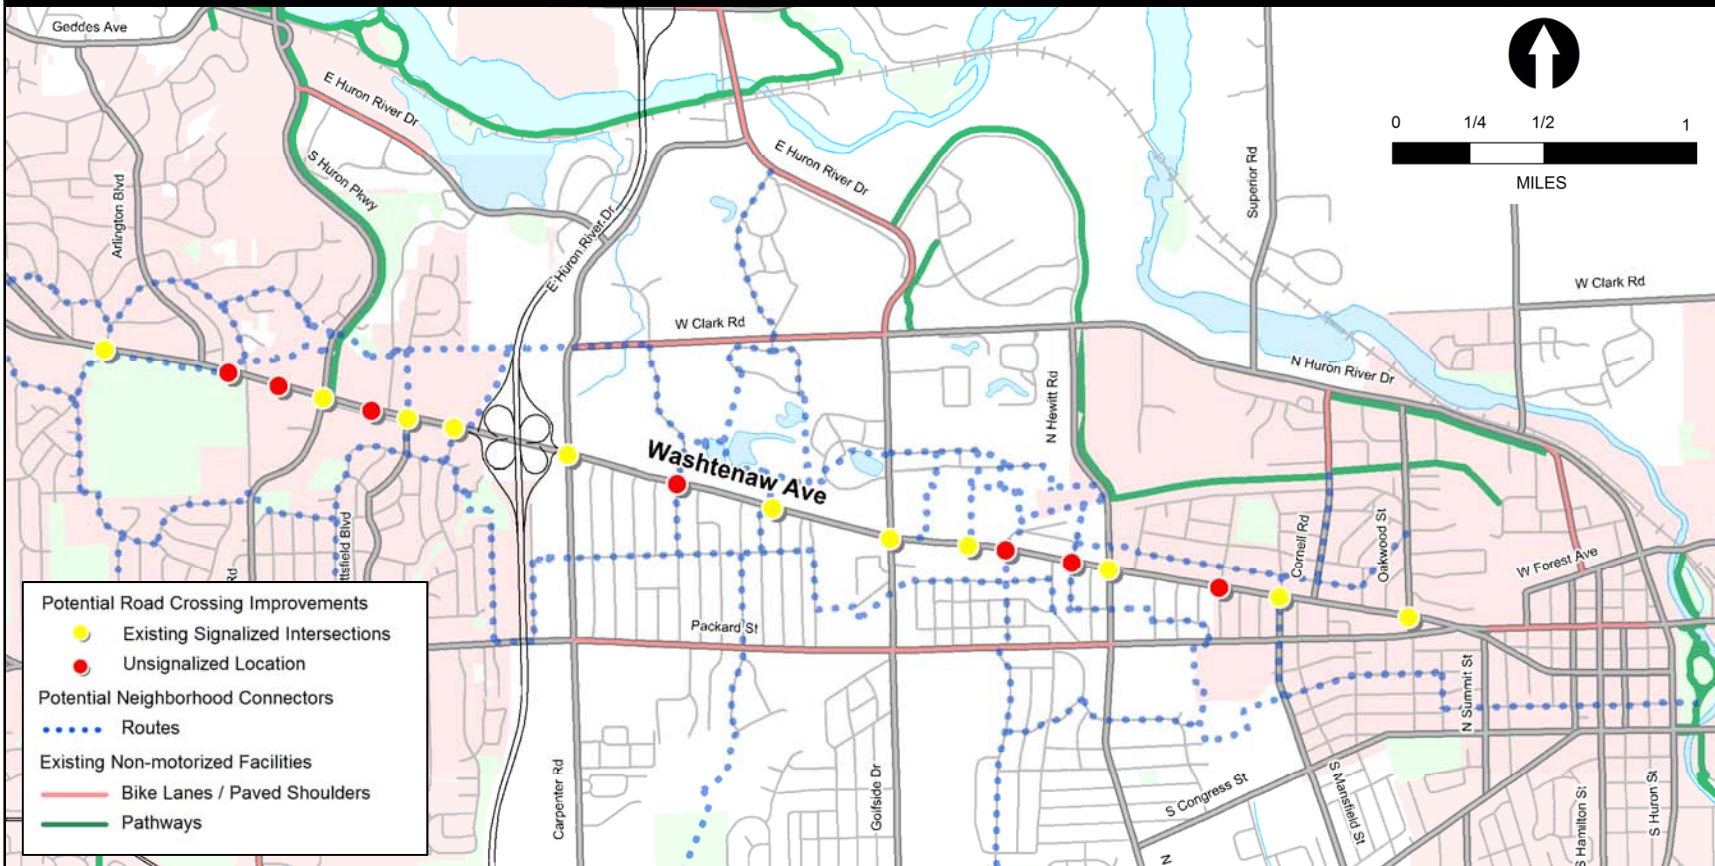 Geddes Ave
E Huron River Dr
S Huron Pkwy
Arlington Blvd
E Huron River Dr
E Huron River Dr
Superior Rd
0 1/4 1/2 1
MILES
W Clark Rd
W Clark Rd
N Huron River Dr
N Hewitt Rd
Washtenaw Ave
Cornell Rd
Oakwood St
W Forest Ave
ttsfield Blvd
Rd
Packard St
N Summit St
Carpenter Rd
Golfside Dr
S Congress St
S Mansfield St
S Hamilton St
S Huron St
N
Potential Road Crossing Improvements
Existing Signalized Intersections
Unsignalized Location
Potential Neighborhood Connectors
Routes
Existing Non-motorized Facilities
Bike Lanes / Paved Shoulders
Pathways